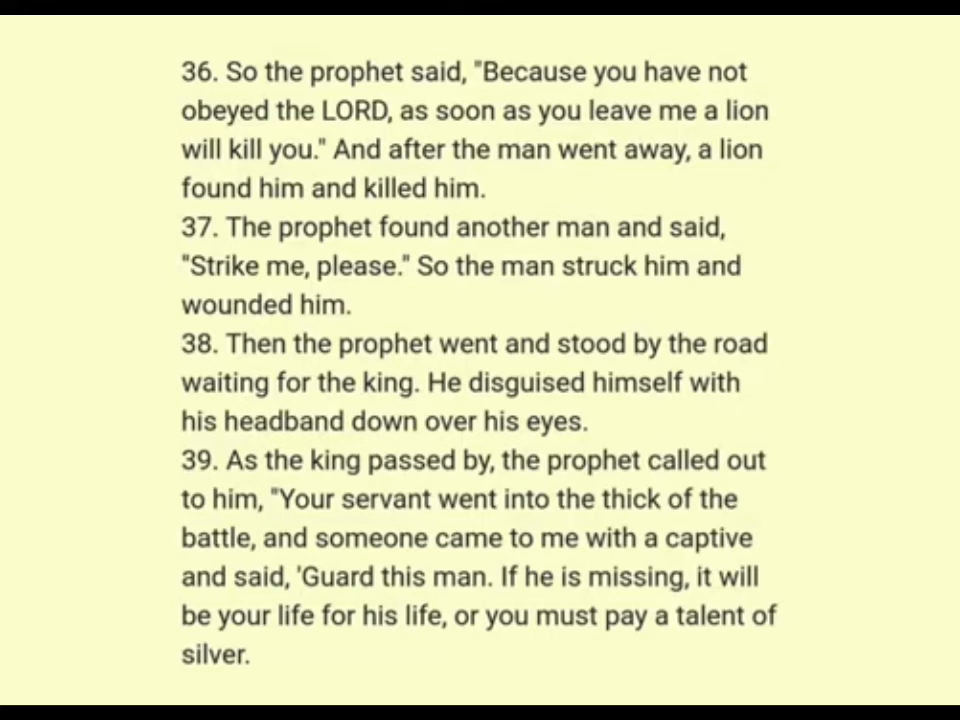 36. So the prophet said, "Because you have not
obeyed the LORD, as soon as you leave me a lion
will kill you." And after the man went away, a lion
found him and killed him.
37. The prophet found another man and said,
"Strike me, please." So the man struck him and
wounded him.
38. Then the prophet went and stood by the road
waiting for the king. He disguised himself with
his headband down over his eyes.
39. As the king passed by, the prophet called out
to him, "Your servant went into the thick of the
battle, and someone came to me with a captive
and said, 'Guard this man. If he is missing, it will
be your life for his life, or you must pay a talent of
silver.